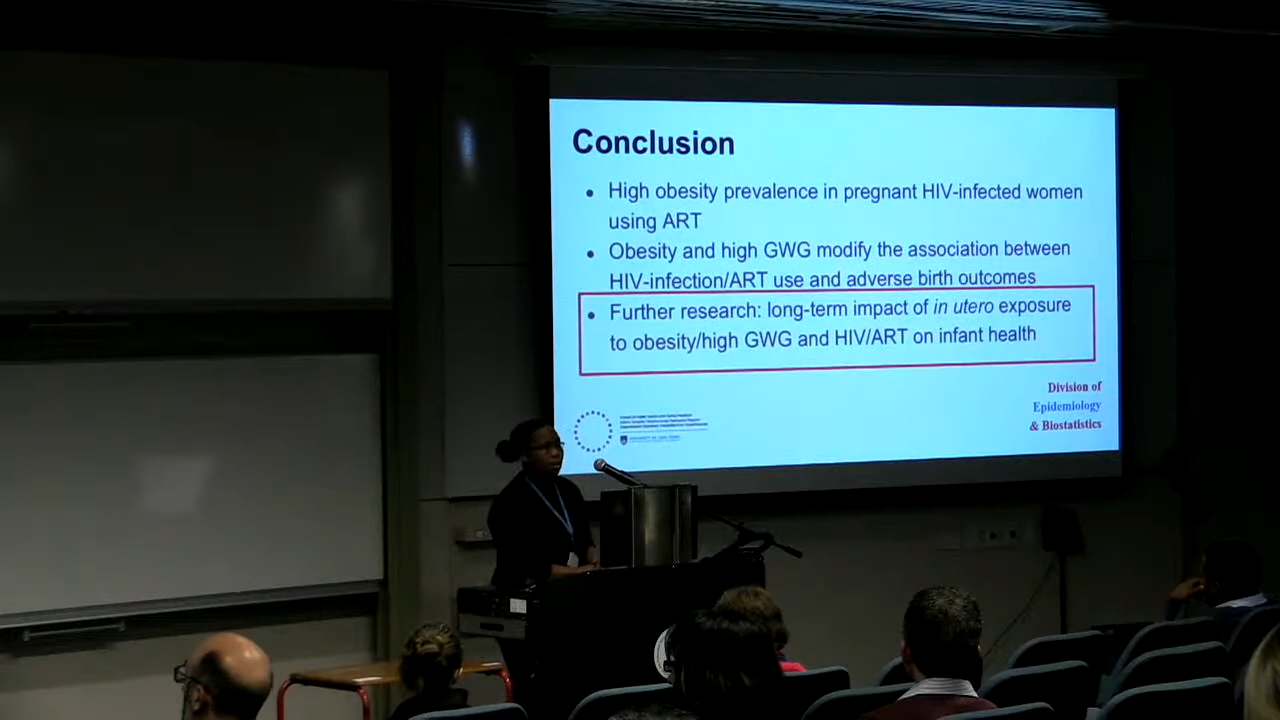 Conclusion
• High obesity prevalence in pregnant HIV-infected women
using ART
• Obesity and high GWG modify the association between
HIV-infection/ART use and adverse birth outcomes
• Further research: long-term impact of in utero exposure
to obesity/high GWG and HIV/ART on infant health
Division of
Epidemiology
& Biostatistics